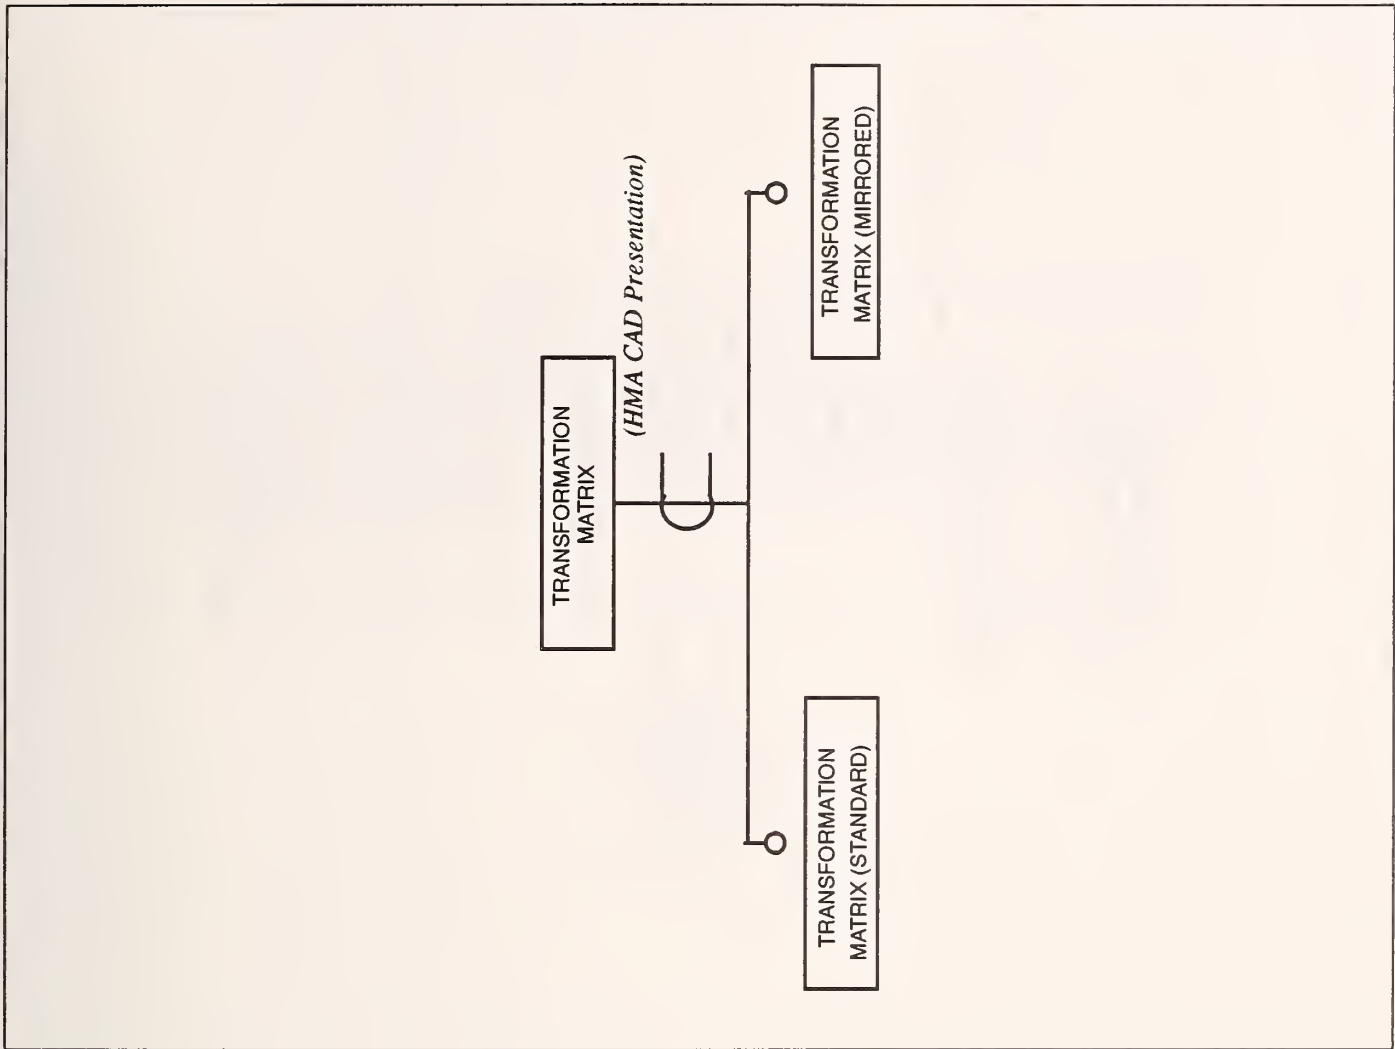 TRANSFORMATION
MATRIX
(HMA CAD Presentation)
TRANSFORMATION
MATRIX (STANDARD)
TRANSFORMATION
MATRIX (MIRRORED)